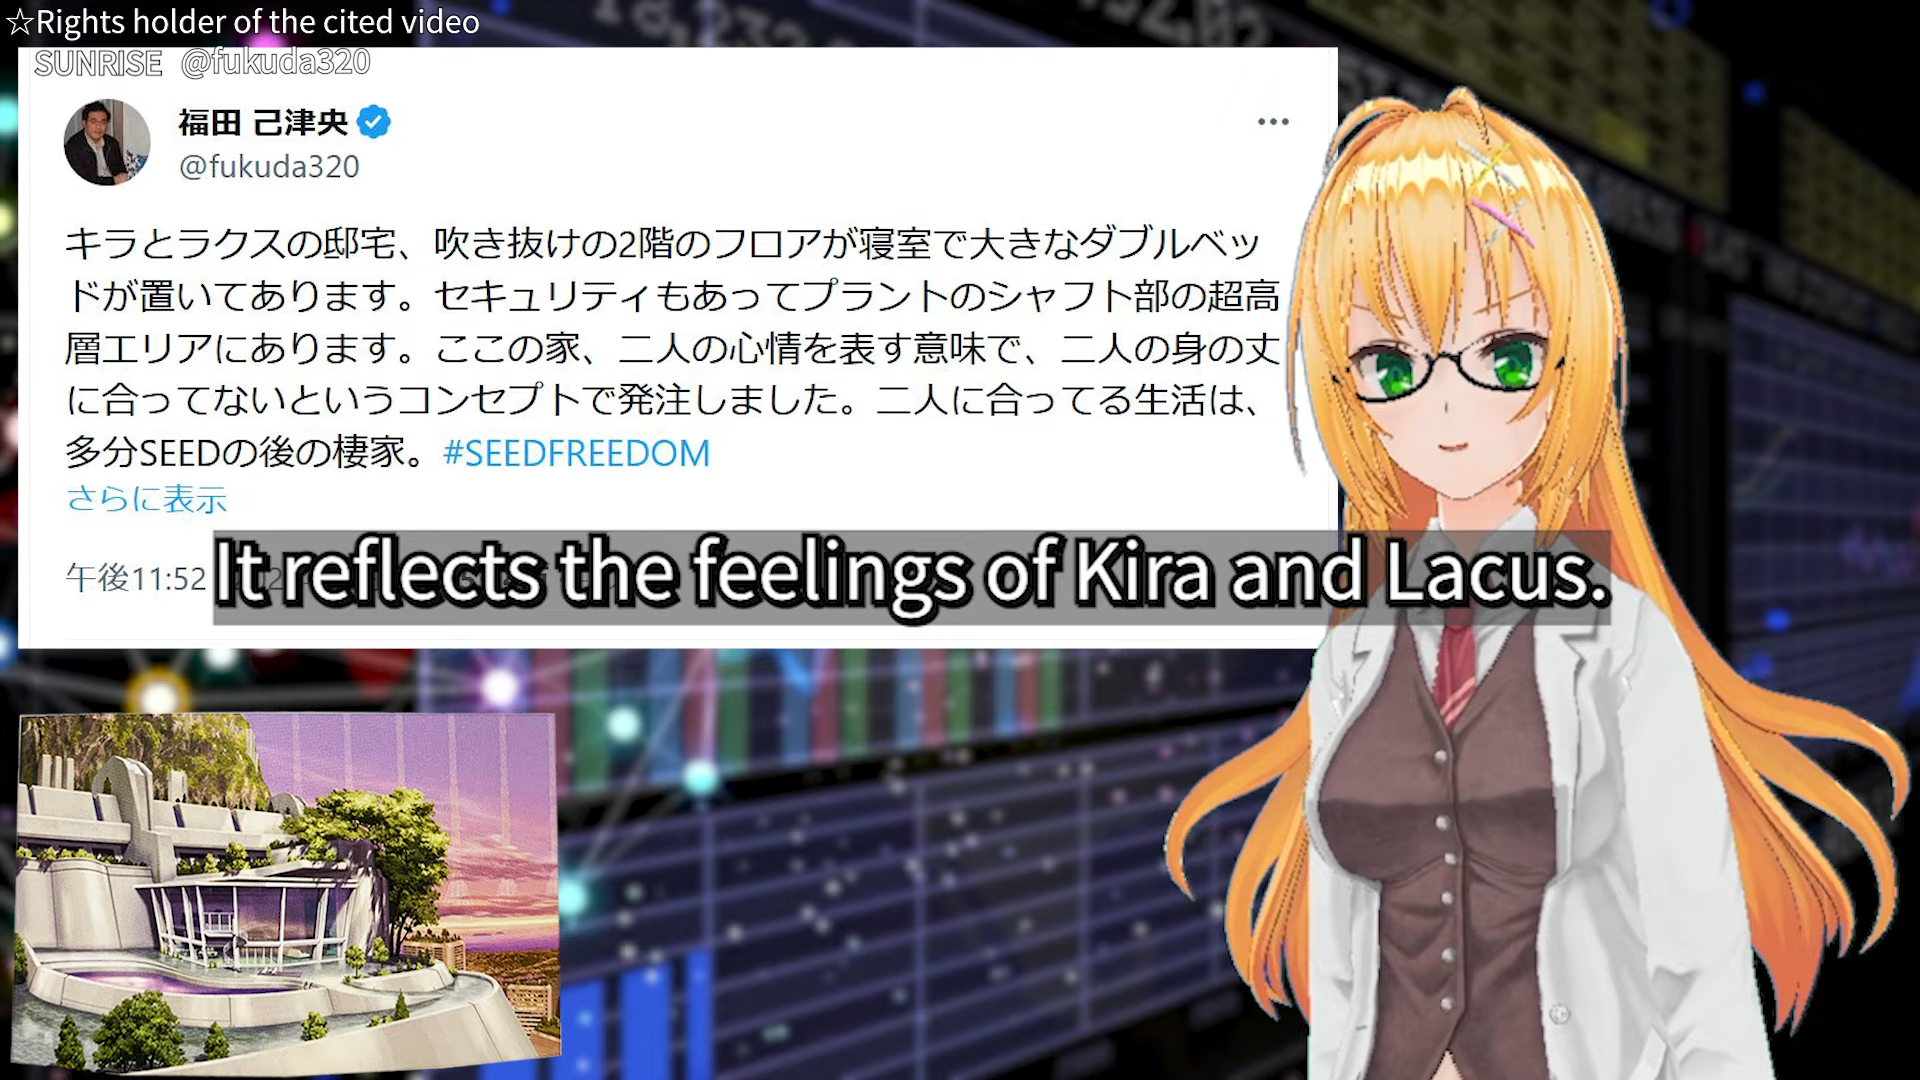 ☆Rights holder of the cited video
SUNRISE @fukuda320
福田 己津央
@fukuda320
キラとラクスの邸宅、吹き抜けの2階のフロアが寝室で大きなダブルベッ
ドが置いてあります。セキュリティもあってプラントのシャフト部の超高
層エリアにあります。ここの家、二人の心情を表す意味で、二人の身の丈
に合ってないというコンセプトで発注しました。二人に合ってる生活は、
多分SEEDの後の棲家。#SEEDFREEDOM
さらに表示
午後11:52
It reflects the feelings of Kira and Lacus.